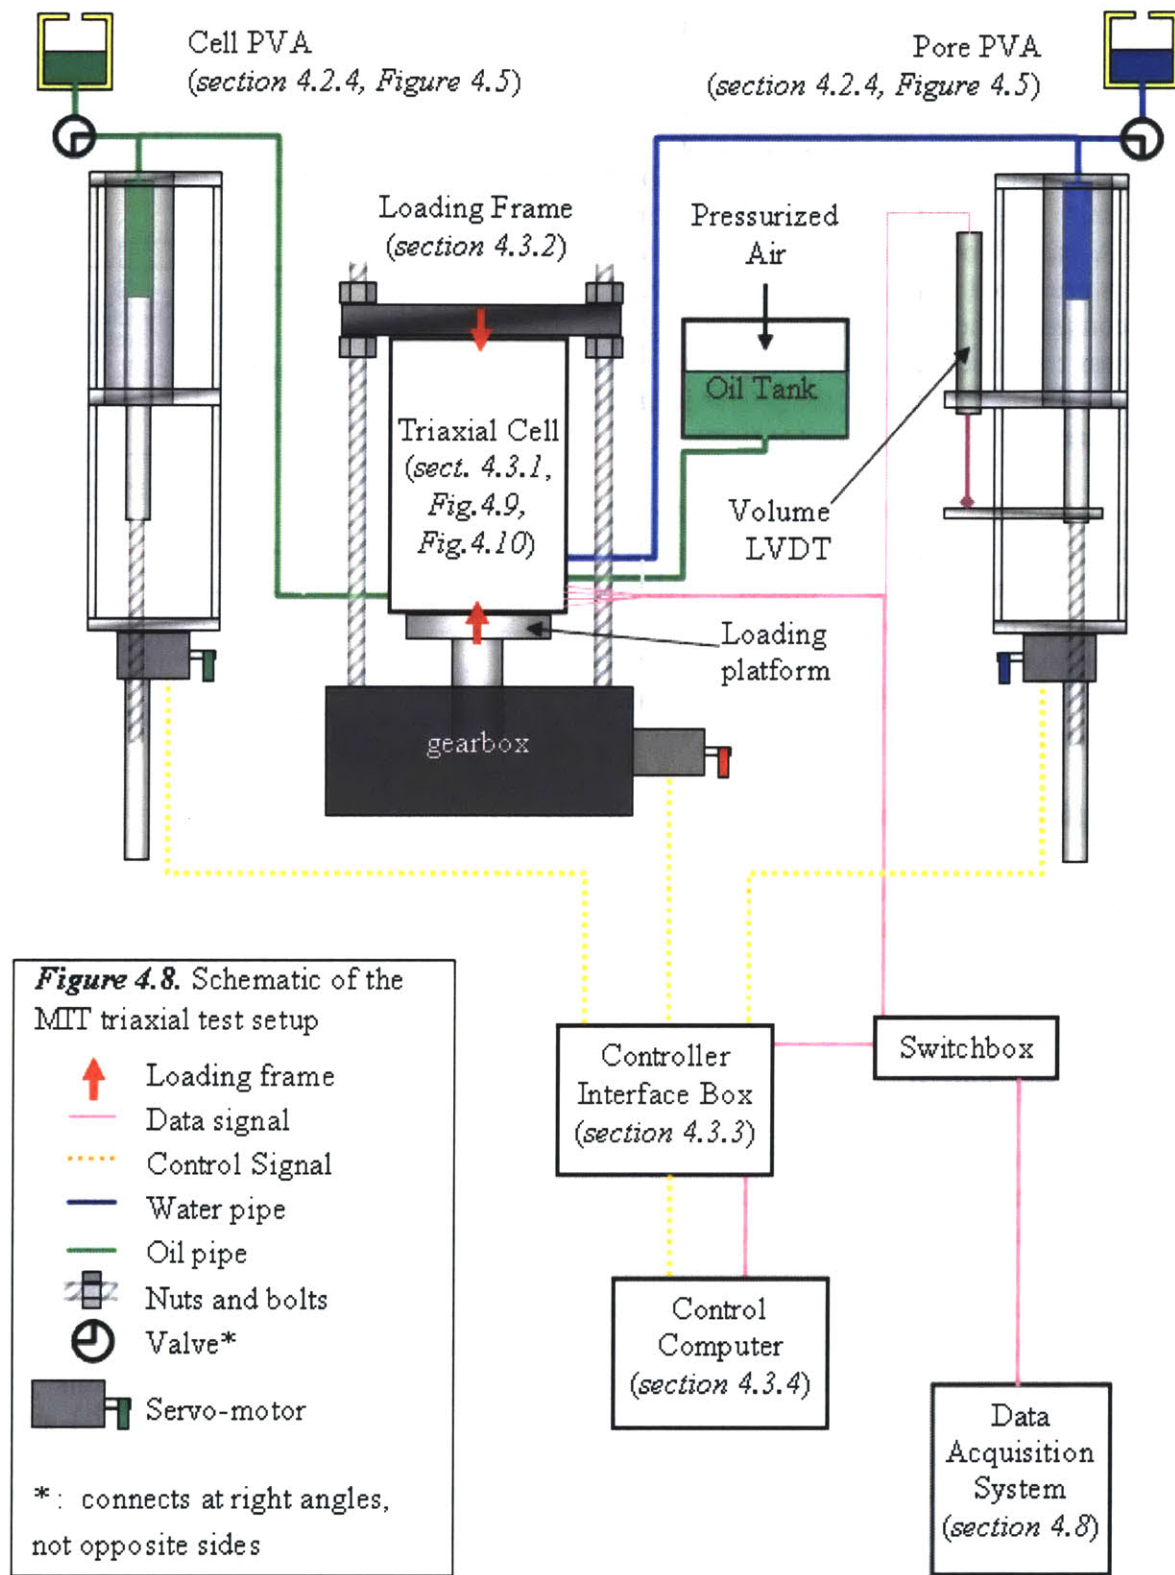 Cell PVA
(section 4.2.4, Figure 4.5)
Pore PVA
(section 4.2.4, Figure 4.5)
Loading Frame
(section 4.3.2)
Pressurized
Air
Oil Tank
Triaxial Cell
(sect. 4.3.1,
Fig.4.9,
Fig.4.10)
Volume
LVDT
Loading
platform
gearbox
Figure 4.8. Schematic of the
MIT triaxial test setup
Loading frame
Data signal
Control Signal
Water pipe
Oil pipe
Nuts and bolts
Valve*
Servo-motor
*: connects at right angles,
not opposite sides
Controller
Interface Box
(section 4.3.3)
Switchbox
Control
Computer
(section 4.3.4)
Data
Acquisition
System
(section 4.8)